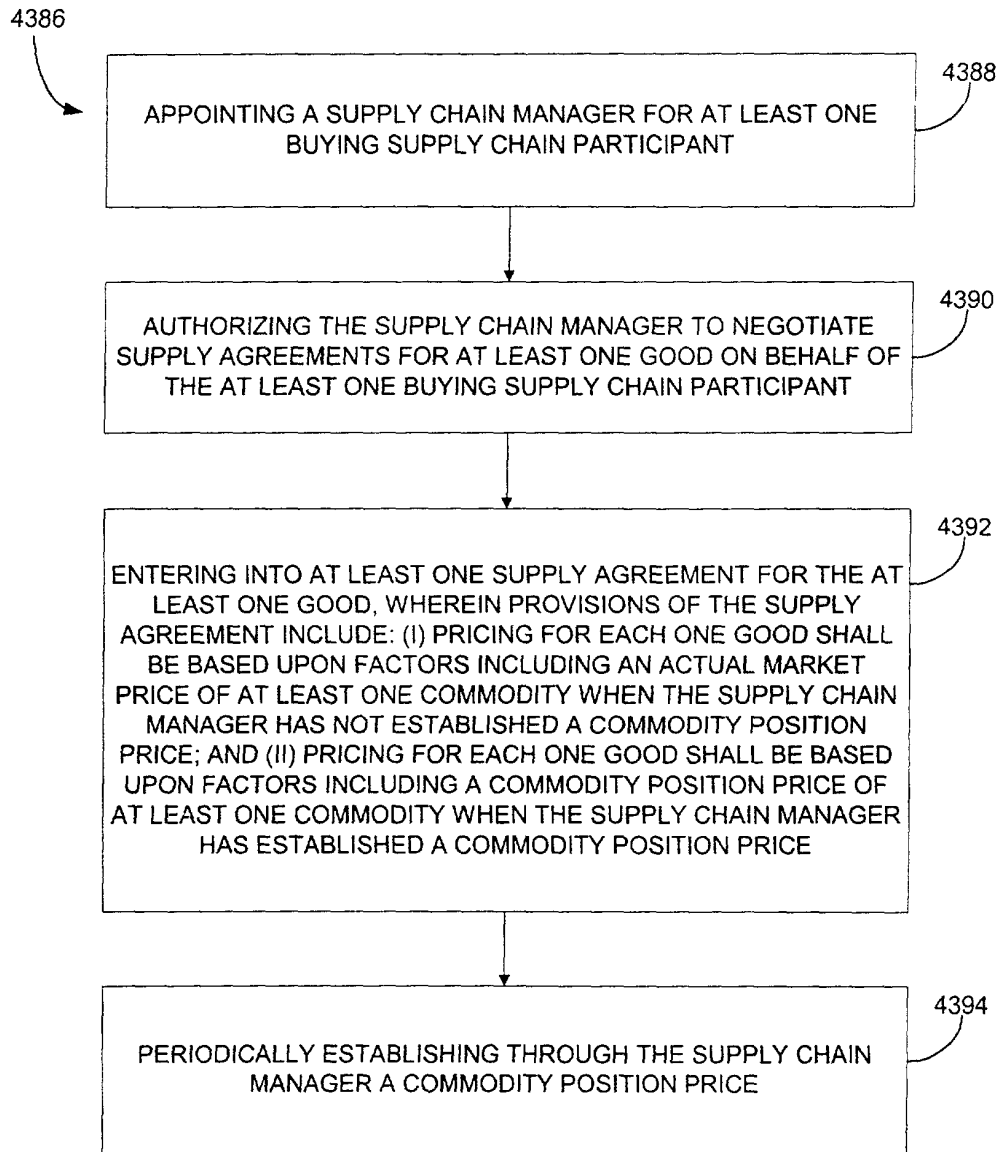 4386
4388
APPOINTING A SUPPLY CHAIN MANAGER FOR AT LEAST ONE
BUYING SUPPLY CHAIN PARTICIPANT
4390
AUTHORIZING THE SUPPLY CHAIN MANAGER TO NEGOTIATE
SUPPLY AGREEMENTS FOR AT LEAST ONE GOOD ON BEHALF OF
THE AT LEAST ONE BUYING SUPPLY CHAIN PARTICIPANT
4392
ENTERING INTO AT LEAST ONE SUPPLY AGREEMENT FOR THE AT
LEAST ONE GOOD, WHEREIN PROVISIONS OF THE SUPPLY
AGREEMENT INCLUDE: (I) PRICING FOR EACH ONE GOOD SHALL
BE BASED UPON FACTORS INCLUDING AN ACTUAL MARKET
PRICE OF AT LEAST ONE COMMODITY WHEN THE SUPPLY CHAIN
MANAGER HAS NOT ESTABLISHED A COMMODITY POSITION
PRICE; AND (II) PRICING FOR EACH ONE GOOD SHALL BE BASED
UPON FACTORS INCLUDING A COMMODITY POSITION PRICE OF
AT LEAST ONE COMMODITY WHEN THE SUPPLY CHAIN MANAGER
HAS ESTABLISHED A COMMODITY POSITION PRICE
4394
PERIODICALLY ESTABLISHING THROUGH THE SUPPLY CHAIN
MANAGER A COMMODITY POSITION PRICE